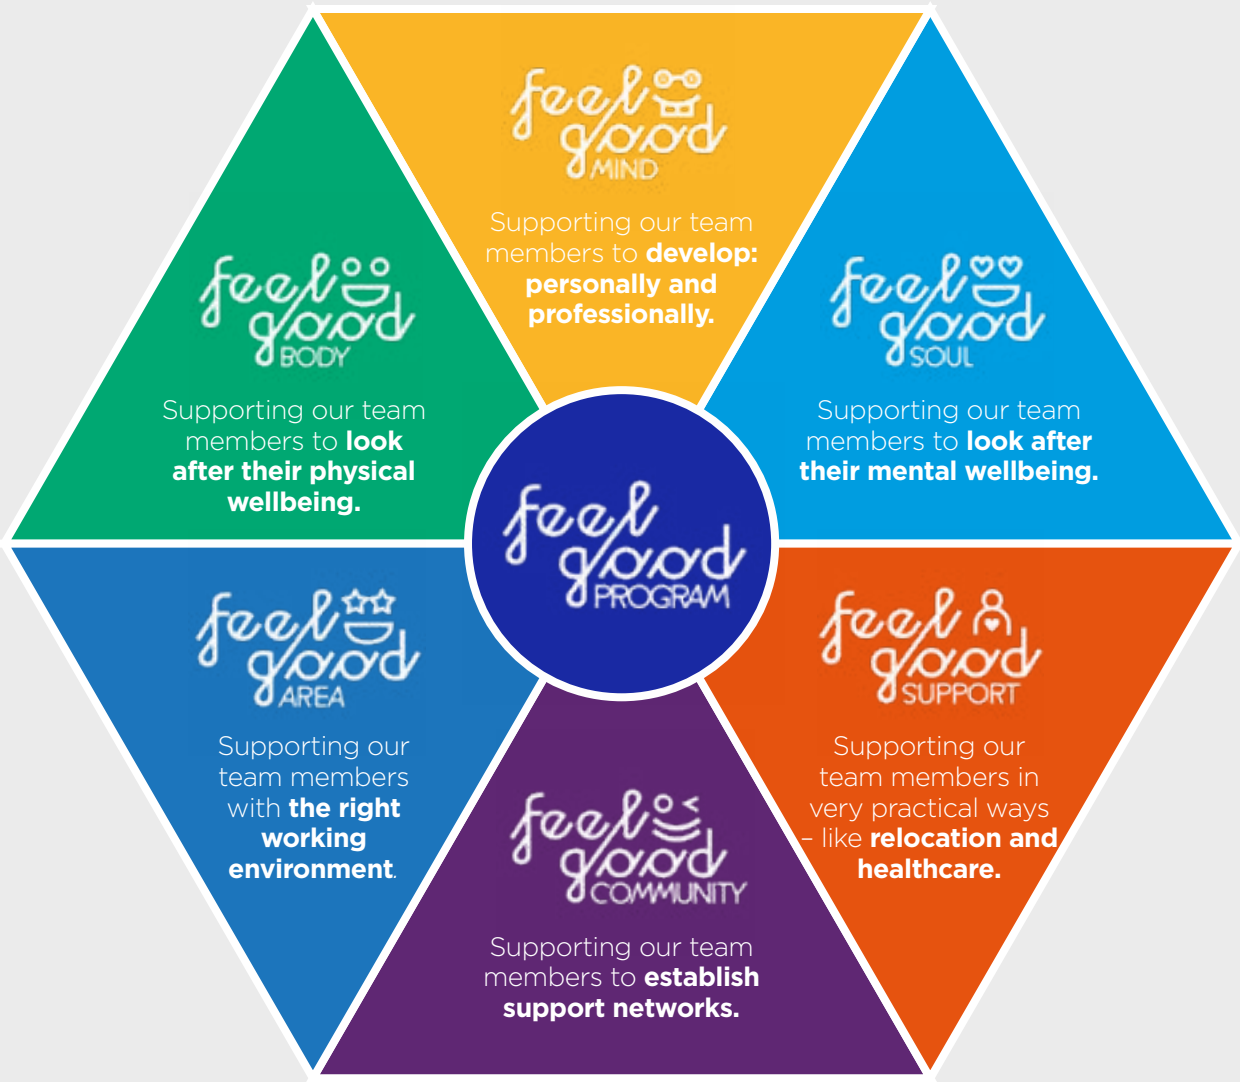 feel
good
MIND
Supporting our team
members to develop:
personally and
professionally.
feel
good
BODY
Supporting our team
members to look
after their physical
wellbeing.
feel
good
SOUL
Supporting our team
members to look after
their mental wellbeing.
feel
good
PROGRAM
feel
good
AREA
Supporting our
team members
with the right
working
environment.
feel
good
SUPPORT
Supporting our
team members in
very practical ways
– like relocation and
healthcare.
feel
good
COMMUNITY
Supporting our team
members to establish
support networks.